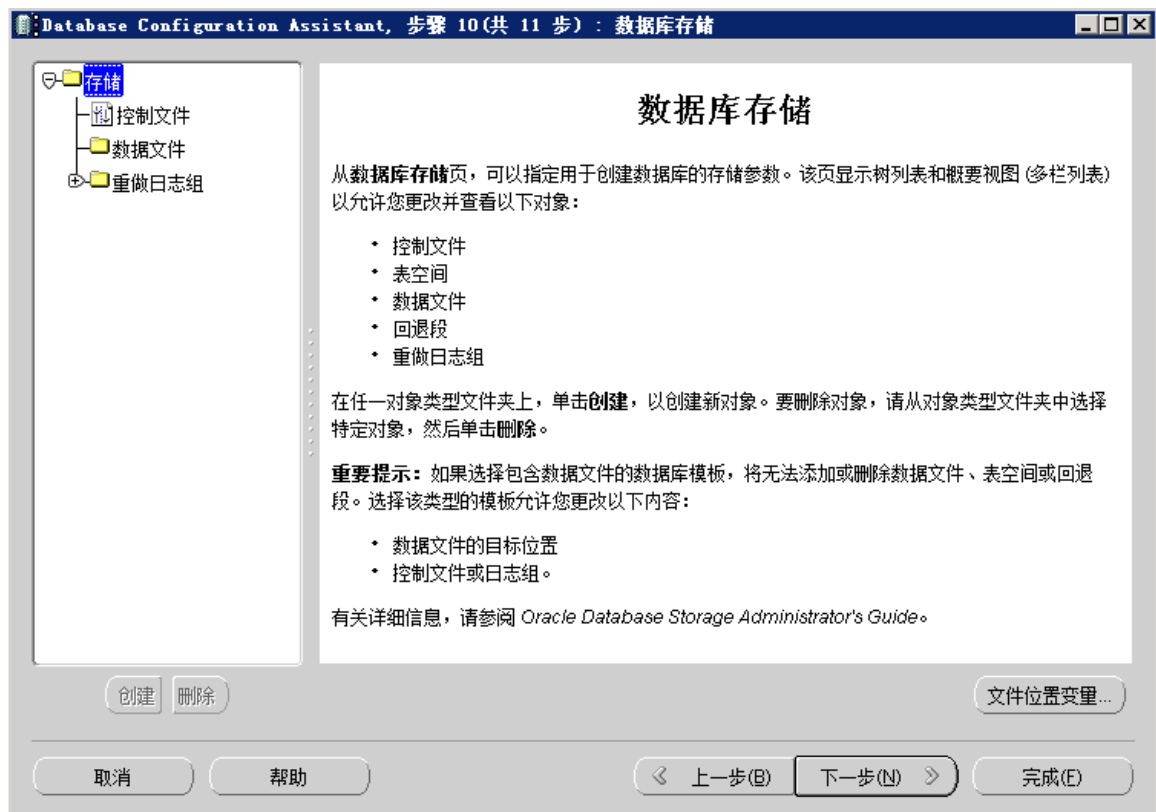 Database Configuration Assistant, 步骤 10(共 11 步) : 数据库存储
存储
控制文件
数据文件
重做日志组
数据库存储
从数据库存储页，可以指定用于创建数据库的存储参数。该页显示树列表和概要视图 (多栏列表)
以允许您更改并查看以下对象：
• 控制文件
• 表空间
• 数据文件
• 回退段
• 重做日志组
在任一对象类型文件夹上，单击创建，以创建新对象。要删除对象，请从对象类型文件夹中选择
特定对象，然后单击删除。
重要提示：如果选择包含数据文件的数据库模板，将无法添加或删除数据文件、表空间或回退
段。选择该类型的模板允许您更改以下内容：
• 数据文件的目标位置
• 控制文件或日志组。
有关详细信息，请参阅 Oracle Database Storage Administrator's Guide。
创建 删除 文件位置变量...
取消 帮助 上一步(B) 下一步(N) 完成(F)